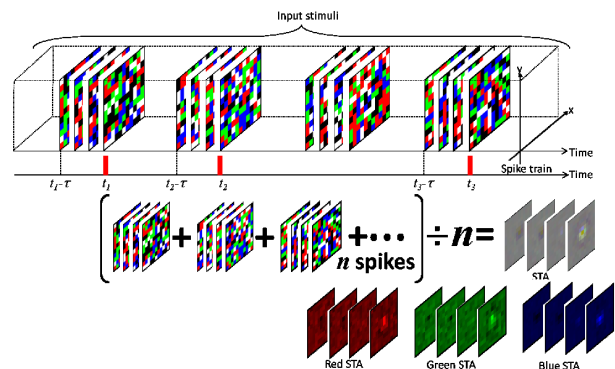 Input stimuli
y
x
Time
Spike train
Time
t₁-τ t₁ t₂-τ t₂ t₃-τ t₃
+ + +··· ÷n=
n spikes
STA
Red STA Green STA Blue STA